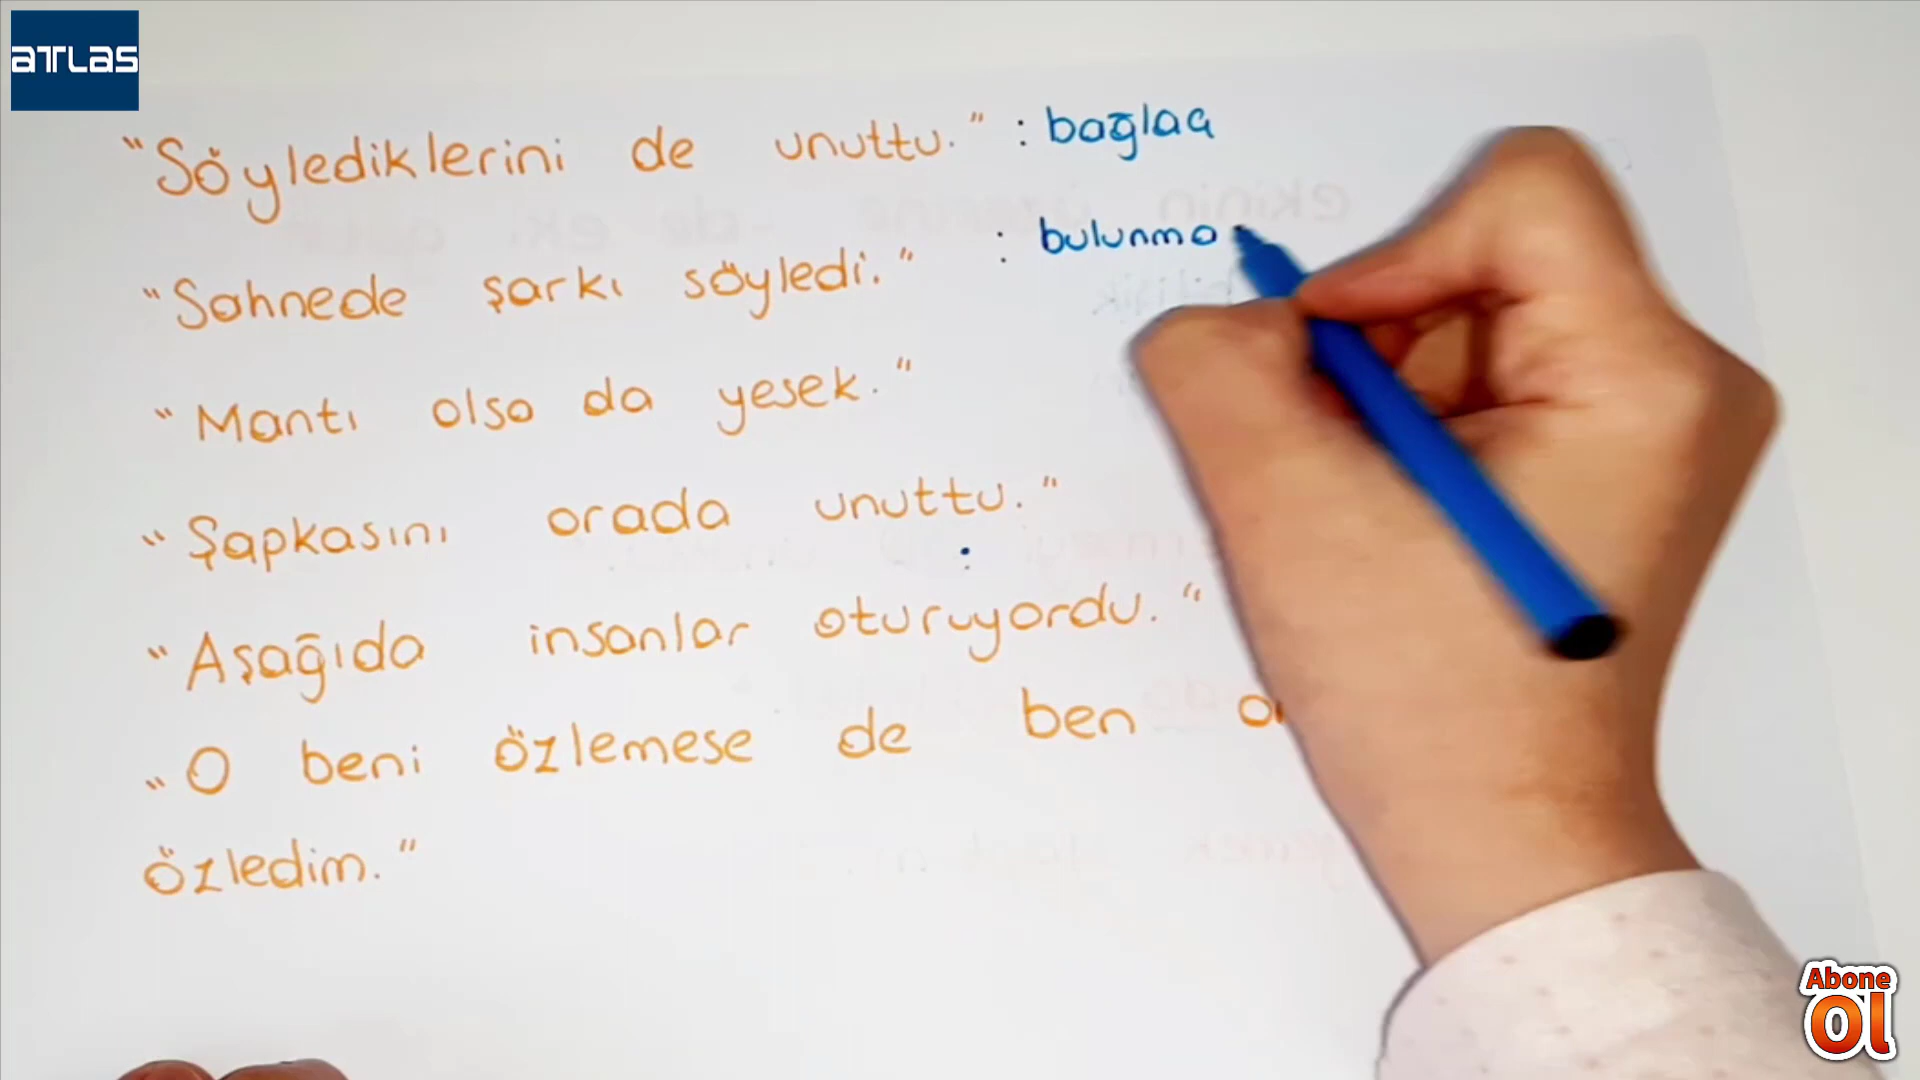 ATLAS
"Söylediklerini de unuttu." : bağlaç
"Sahnede şarkı söyledi." : bulunma
"Mantı olsa da yesek."
"Şapkasını orada unuttu."
:
"Aşağıda insanlar oturuyordu."
"O beni özlemese de ben
özledim."
Abone
Ol